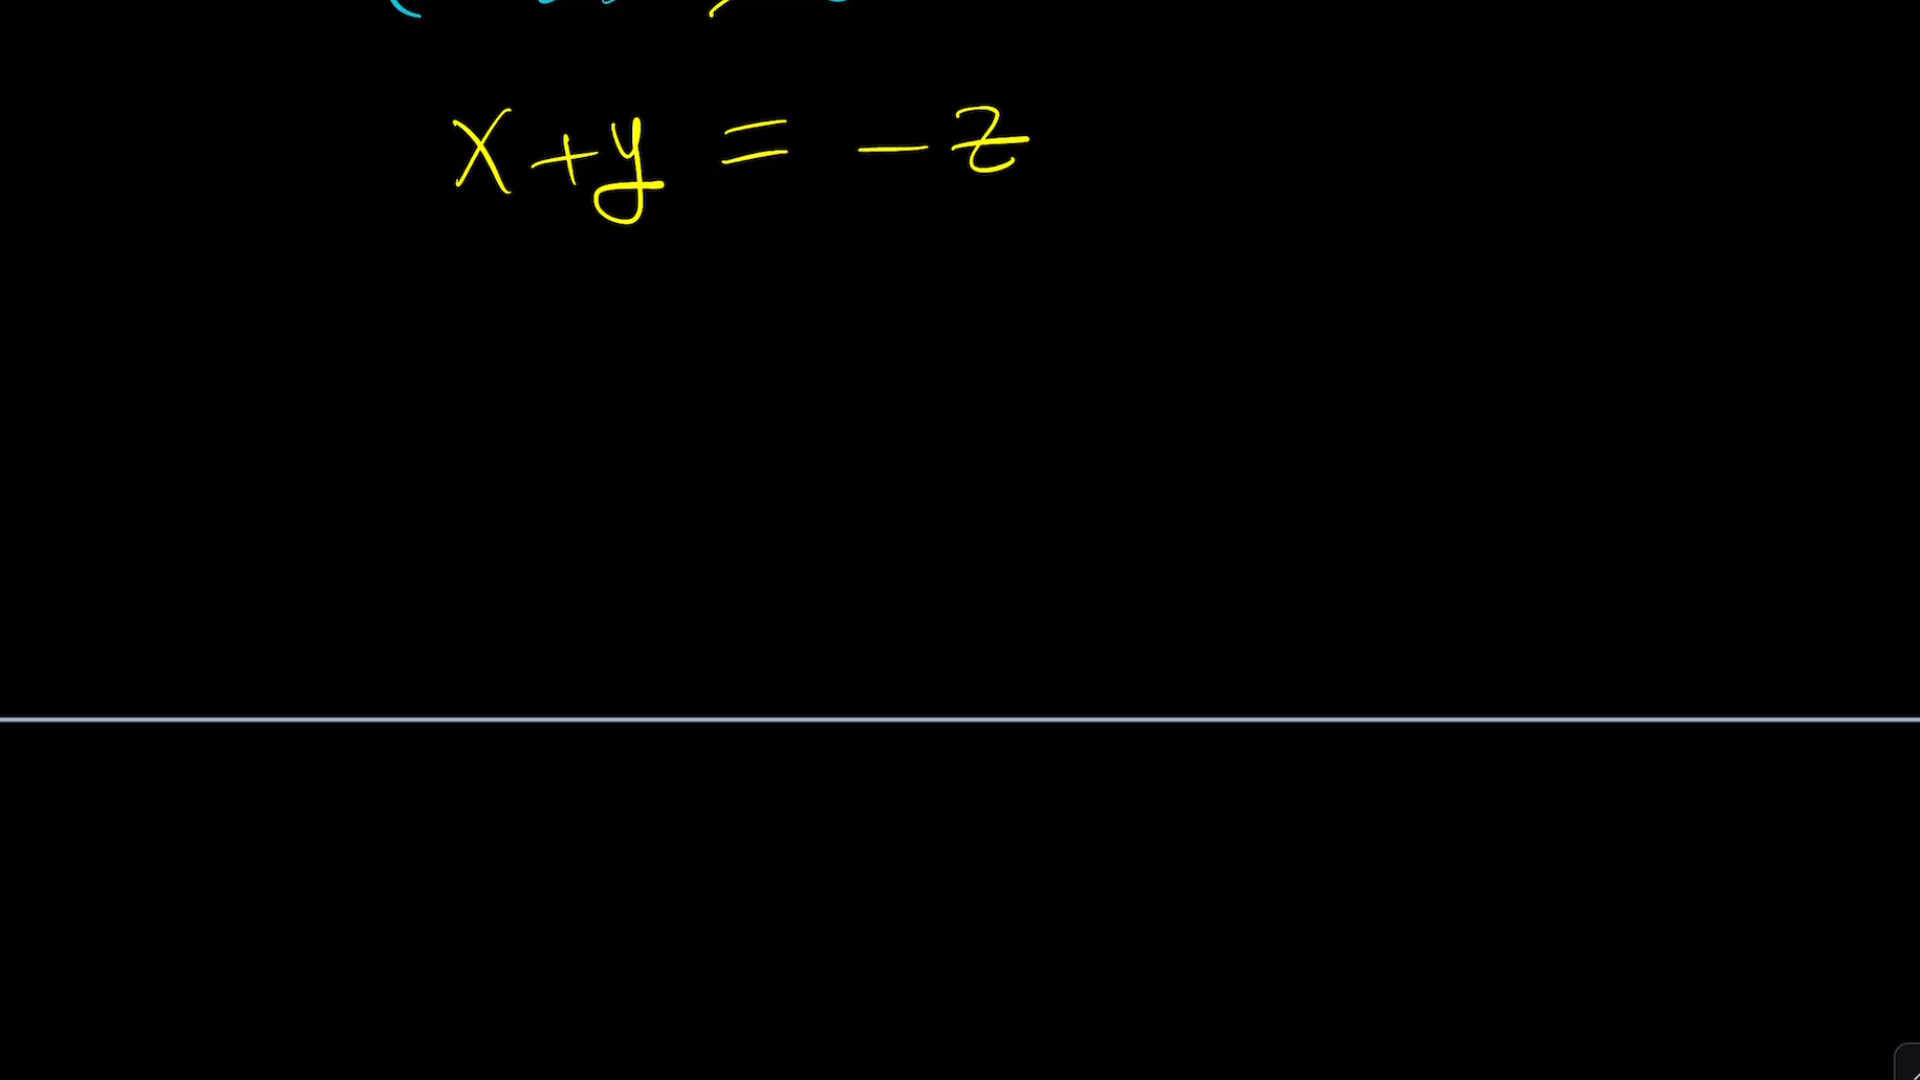 x+y = -z